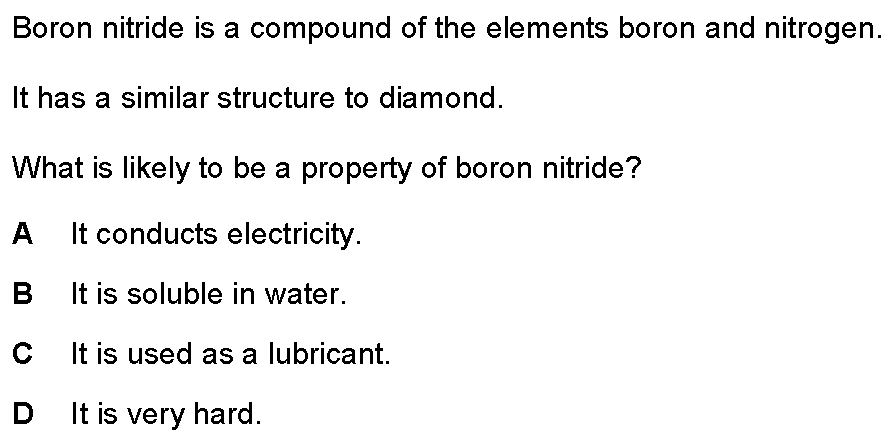 Boron nitride is a compound of the elements boron and nitrogen.
It has a similar structure to diamond.
What is likely to be a property of boron nitride?
A It conducts electricity.
B It is soluble in water.
C It is used as a lubricant.
D It is very hard.